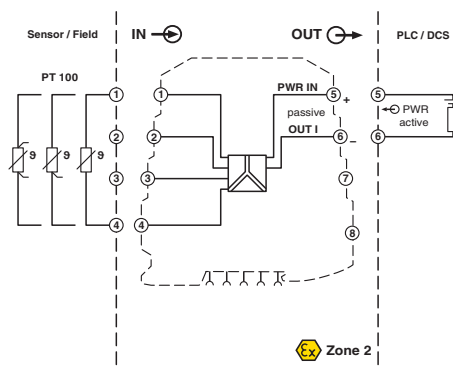 Sensor / Field
IN
OUT
PLC / DCS
PT 100
1
1
PWR IN
5
+
5
passive
PWR
active
2
2
OUT I
6
–
6
ϑ
ϑ
ϑ
3
3
7
4
4
8
Ex Zone 2